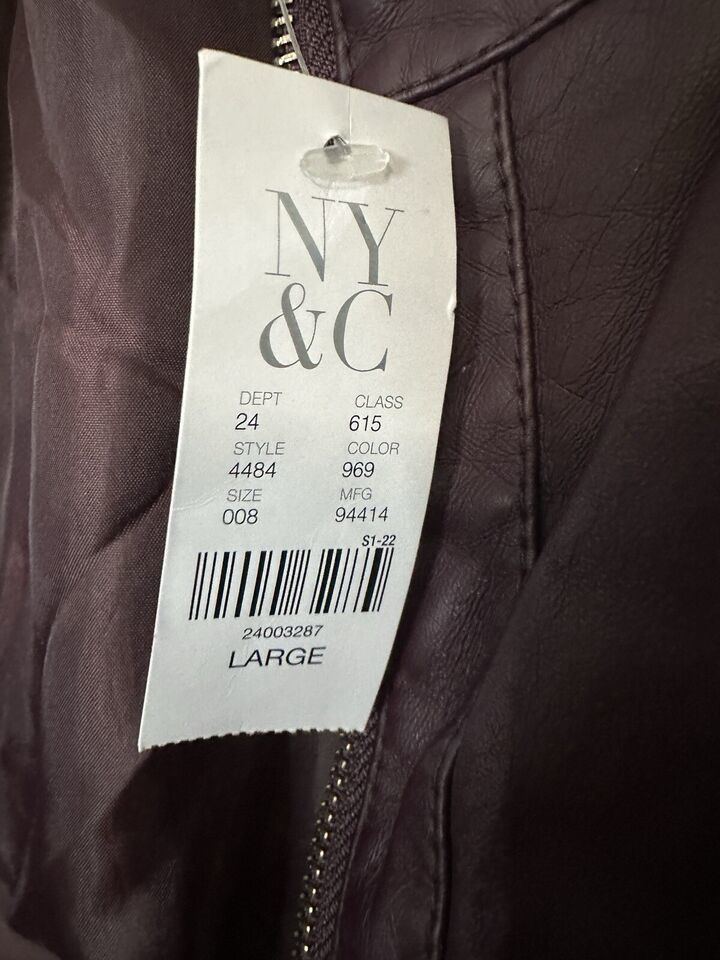 NY
&C
DEPT CLASS
24 615
STYLE COLOR
4484 969
SIZE MFG
008 94414
S1-22
24003287
LARGE